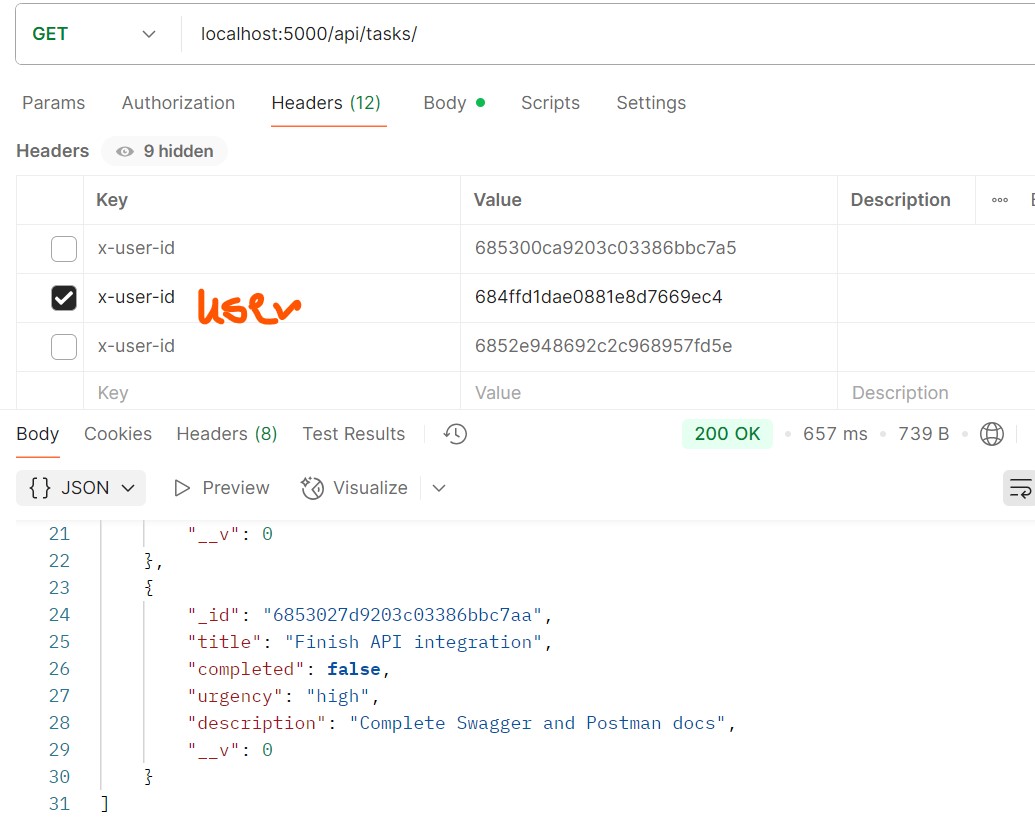 GET localhost:5000/api/tasks/
Params Authorization Headers (12) Body Scripts Settings
Headers 9 hidden
Key Value Description
x-user-id 685300ca9203c03386bbc7a5
x-user-id user 684ffd1dae0881e8d7669ec4
x-user-id 6852e948692c2c968957fd5e
Key Value Description
Body Cookies Headers (8) Test Results 200 OK 657 ms 739 B
{} JSON Preview Visualize
21 "__v": 0
22 },
23 {
24 "_id": "6853027d9203c03386bbc7aa",
25 "title": "Finish API integration",
26 "completed": false,
27 "urgency": "high",
28 "description": "Complete Swagger and Postman docs",
29 "__v": 0
30 }
31 ]